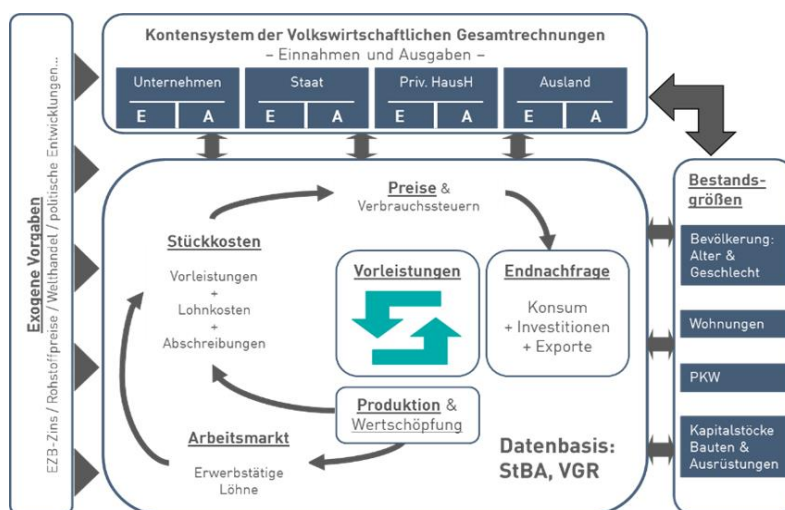 Exogene Vorgaben
EZB-Zins / Rohstoffpreise / Welthandel / politische Entwicklungen...
Kontensystem der Volkswirtschaftlichen Gesamtrechnungen
– Einnahmen und Ausgaben –
Unternehmen
E A
Staat
E A
Priv. HausH
E A
Ausland
E A
Preise &
Verbrauchssteuern
Stückkosten
Vorleistungen
+
Lohnkosten
+
Abschreibungen
Vorleistungen
Endnachfrage
Konsum
+ Investitionen
+ Exporte
Produktion &
Wertschöpfung
Arbeitsmarkt
Erwerbstätige
Löhne
Datenbasis:
StBA, VGR
Bestands-
größen
Bevölkerung:
Alter &
Geschlecht
Wohnungen
PKW
Kapitalstöcke
Bauten &
Ausrüstungen